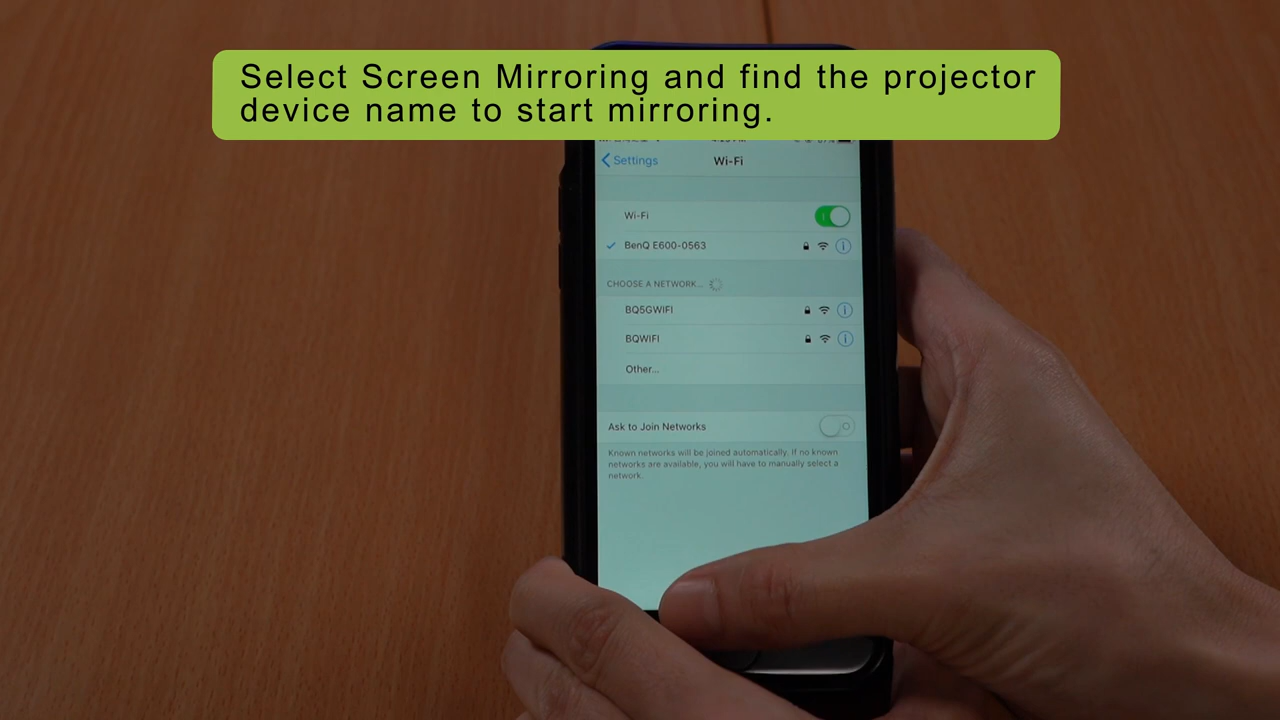 Select Screen Mirroring and find the projector
device name to start mirroring.
Settings
Wi-Fi
Wi-Fi
BenQ E600-0563
CHOOSE A NETWORK...
BQ5GWIFI
BQWIFI
Other...
Ask to Join Networks
Known networks will be joined automatically. If no known
networks are available, you will have to manually select a
network.